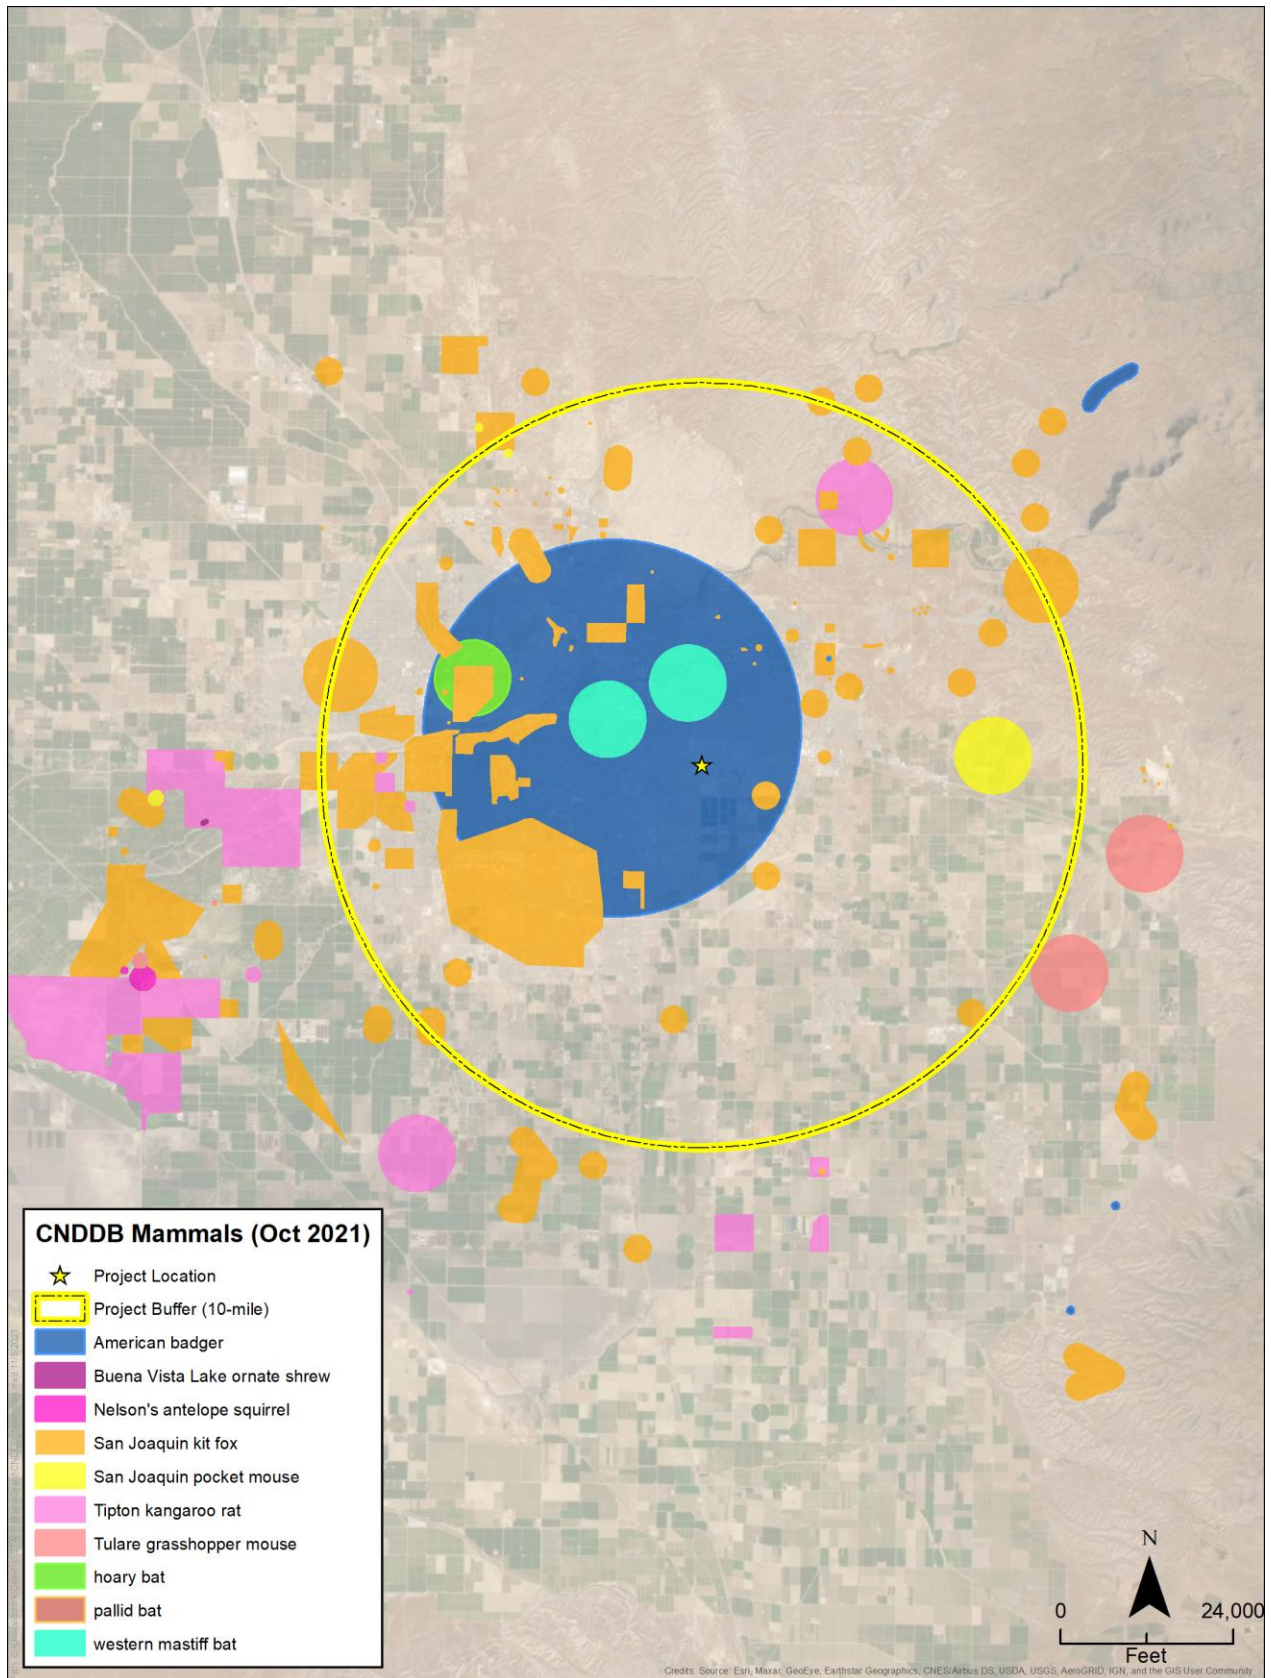 CNDDB Mammals (Oct 2021)
Project Location
Project Buffer (10-mile)
American badger
Buena Vista Lake ornate shrew
Nelson's antelope squirrel
San Joaquin kit fox
San Joaquin pocket mouse
Tipton kangaroo rat
Tulare grasshopper mouse
hoary bat
pallid bat
western mastiff bat
N
0 24,000
Feet
Credits: Source: Esri, Maxar, GeoEye, Earthstar Geographics, CNES/Airbus DS, USDA, USGS, AeroGRID, IGN, and the GIS User Community